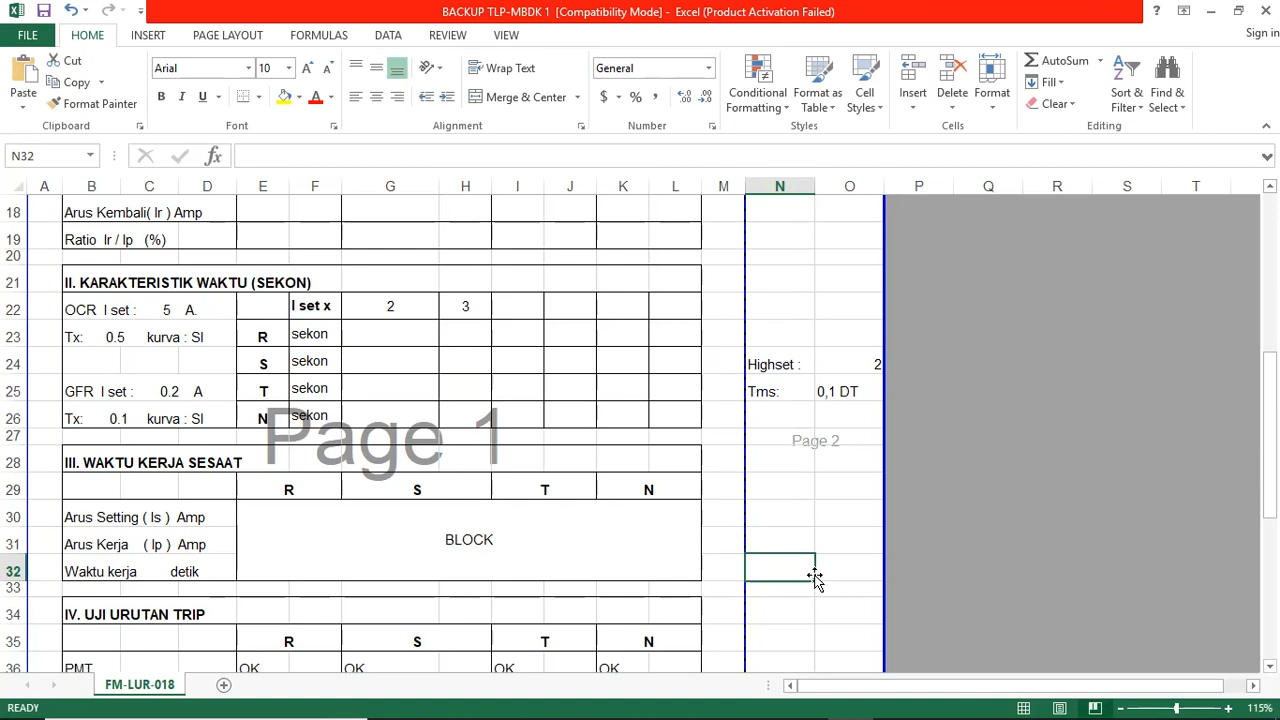 BACKUP TLP-MBDK 1 [Compatibility Mode] - Excel (Product Activation Failed)
FILE HOME INSERT PAGE LAYOUT FORMULAS DATA REVIEW VIEW Sign in
Paste
Cut
Copy
Format Painter
Clipboard
Arial 10
B I U
Font
Wrap Text
Merge & Center
Alignment
General
$ % ,
Number
Conditional Formatting
Format as Table
Cell Styles
Styles
Insert
Delete
Format
Cells
AutoSum
Fill
Clear
Sort & Filter
Find & Select
Editing
N32
A B C D E F G H I J K L M N O P Q R S T
18 Arus Kembali( Ir ) Amp
19 Ratio Ir / Ip (%)
20
21 II. KARAKTERISTIK WAKTU (SEKON)
22 OCR I set : 5 A. I set x 2 3
23 Tx: 0.5 kurva : SI R sekon
24 S sekon Highset : 2
25 GFR I set : 0.2 A T sekon Tms: 0,1 DT
26 Tx: 0.1 kurva : SI N sekon
Page 1
Page 2
27
28 III. WAKTU KERJA SESAAT
29 R S T N
30 Arus Setting ( Is ) Amp
31 Arus Kerja ( Ip ) Amp BLOCK
32 Waktu kerja detik
33
34 IV. UJI URUTAN TRIP
35 R S T N
36 PMT OK OK OK OK
FM-LUR-018
READY 115%